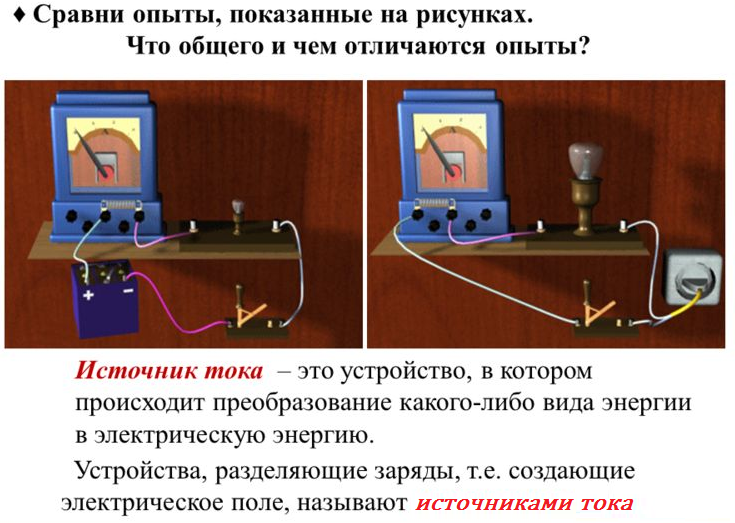 ♦ Сравни опыты, показанные на рисунках.
Что общего и чем отличаются опыты?
A
+ –
Источник тока – это устройство, в котором
происходит преобразование какого-либо вида энергии
в электрическую энергию.
Устройства, разделяющие заряды, т.е. создающие
электрическое поле, называют источниками тока